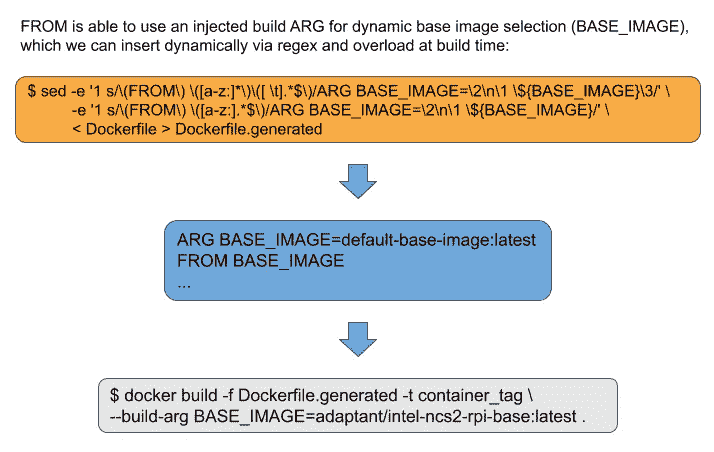 FROM is able to use an injected build ARG for dynamic base image selection (BASE_IMAGE),
which we can insert dynamically via regex and overload at build time:
$ sed -e '1 s/\(FROM\) \([a-z:]*\)\([ \t].*$\)/ARG BASE_IMAGE=\2\n\1 \${BASE_IMAGE}\3/' \
-e '1 s/\(FROM\) \([a-z:].*$\)/ARG BASE_IMAGE=\2\n\1 \${BASE_IMAGE}/' \
< Dockerfile > Dockerfile.generated
ARG BASE_IMAGE=default-base-image:latest
FROM BASE_IMAGE
...
$ docker build -f Dockerfile.generated -t container_tag \
--build-arg BASE_IMAGE=adaptant/intel-ncs2-rpi-base:latest .